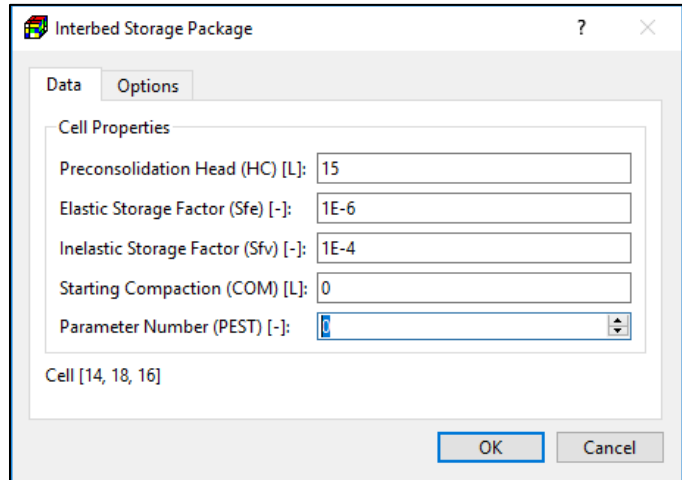 Interbed Storage Package ?
Data Options
Cell Properties
Preconsolidation Head (HC) [L]: 15
Elastic Storage Factor (Sfe) [-]: 1E-6
Inelastic Storage Factor (Sfv) [-]: 1E-4
Starting Compaction (COM) [L]: 0
Parameter Number (PEST) [-]: 0
Cell [14, 18, 16]
OK Cancel